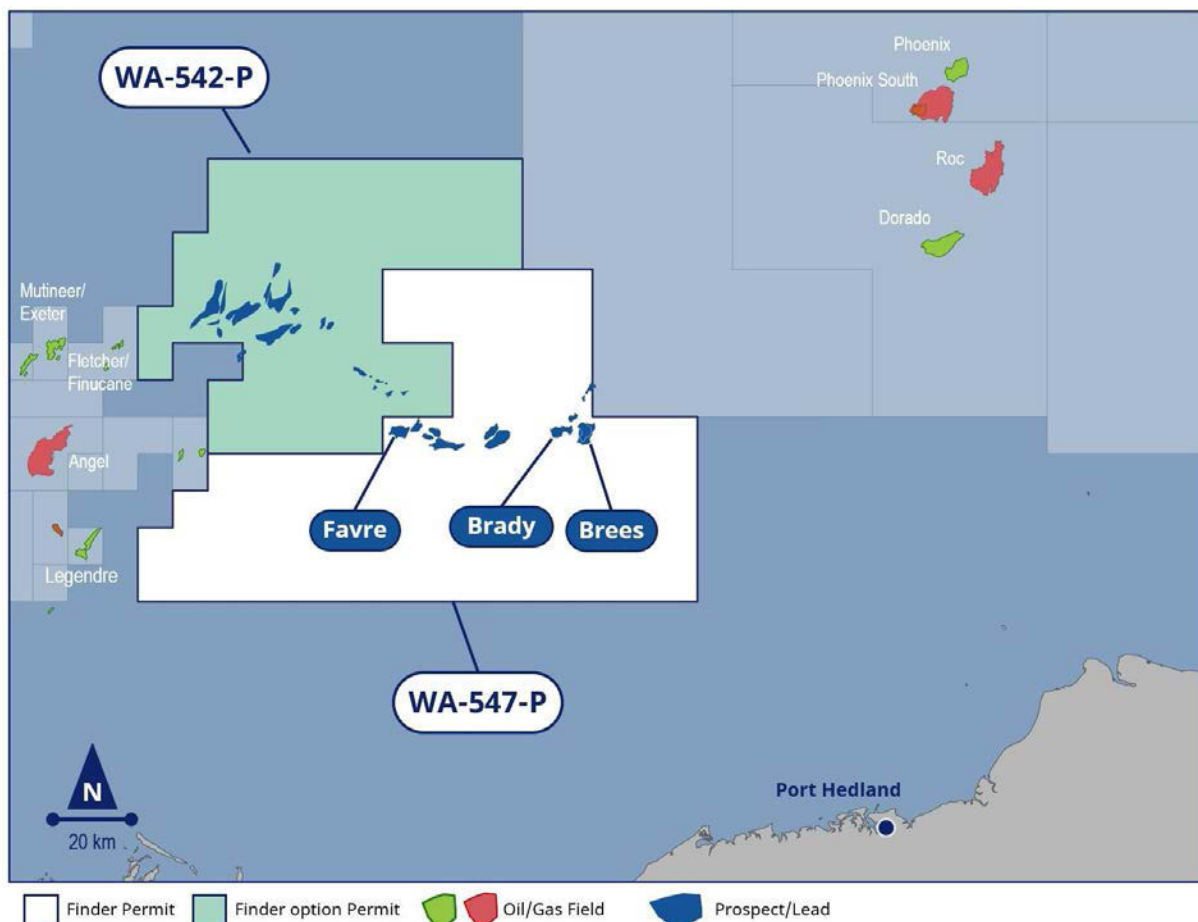 WA-542-P
Phoenix
Phoenix South
Roc
Dorado
Mutineer/
Exeter
Fletcher/
Finucane
Angel
Favre
Brady
Brees
Legendre
WA-547-P
N
20 km
Port Hedland
Finder Permit
Finder option Permit
Oil/Gas Field
Prospect/Lead